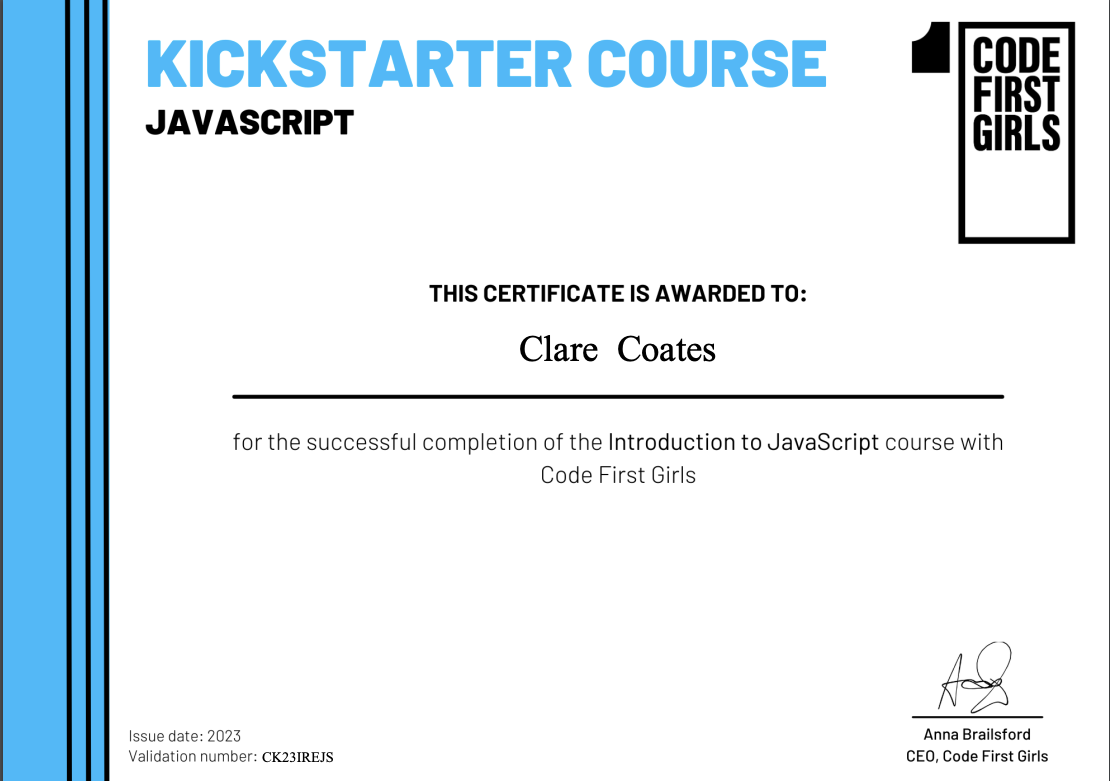 KICKSTARTER COURSE
JAVASCRIPT
1
CODE
FIRST
GIRLS
THIS CERTIFICATE IS AWARDED TO:
Clare Coates
for the successful completion of the Introduction to JavaScript course with
Code First Girls
Issue date: 2023
Validation number: CK23IREJS
Anna Brailsford
CEO, Code First Girls